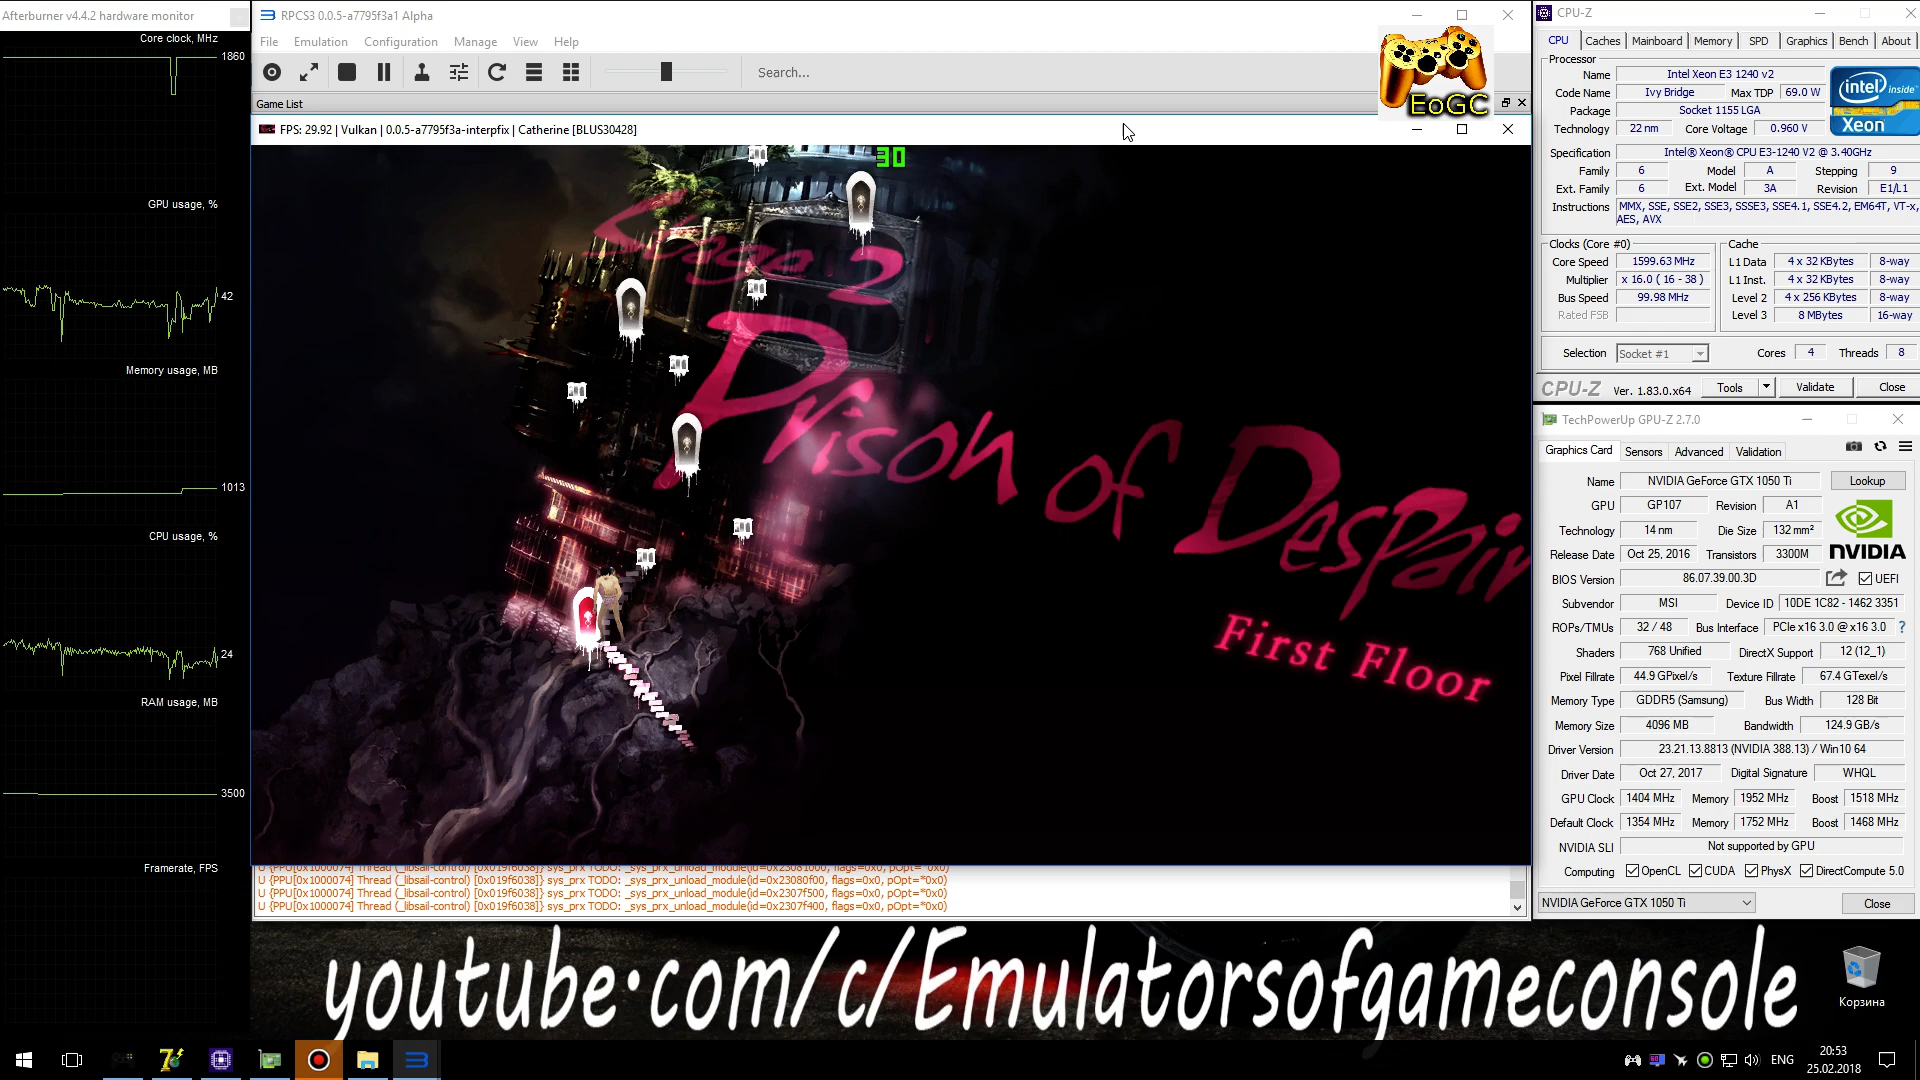 Afterburner v4.4.2 hardware monitor
Core clock, MHz
1860
GPU usage, %
42
Memory usage, MB
1013
CPU usage, %
24
RAM usage, MB
3500
Framerate, FPS
RPCS3 0.0.5-a7795f3a1 Alpha
File Emulation Configuration Manage View Help
Search...
EoGC
Game List
FPS: 29.92 | Vulkan | 0.0.5-a7795f3a-interpfix | Catherine [BLUS30428]
30
Prison of Despair
First Floor
U {PPU[0x1000074] Thread (_libsail-control) [0x019f6038]} sys_prx TODO: _sys_prx_unload_module(id=0x23081000, flags=0x0, pOpt=*0x0)
U {PPU[0x1000074] Thread (_libsail-control) [0x019f6038]} sys_prx TODO: _sys_prx_unload_module(id=0x23080f00, flags=0x0, pOpt=*0x0)
U {PPU[0x1000074] Thread (_libsail-control) [0x019f6038]} sys_prx TODO: _sys_prx_unload_module(id=0x2307f500, flags=0x0, pOpt=*0x0)
U {PPU[0x1000074] Thread (_libsail-control) [0x019f6038]} sys_prx TODO: _sys_prx_unload_module(id=0x2307f400, flags=0x0, pOpt=*0x0)
youtube.com/c/Emulatorsofgameconsole
CPU-Z
CPU Caches Mainboard Memory SPD Graphics Bench About
Processor
Name Intel Xeon E3 1240 v2
Code Name Ivy Bridge Max TDP 69.0 W
Package Socket 1155 LGA
Technology 22 nm Core Voltage 0.960 V
intel inside Xeon
Specification Intel® Xeon® CPU E3-1240 V2 @ 3.40GHz
Family 6 Model A Stepping 9
Ext. Family 6 Ext. Model 3A Revision E1/L1
Instructions MMX, SSE, SSE2, SSE3, SSSE3, SSE4.1, SSE4.2, EM64T, VT-x,
AES, AVX
Clocks (Core #0) Cache
Core Speed 1599.63 MHz L1 Data 4 x 32 KBytes 8-way
Multiplier x 16.0 ( 16 - 38 ) L1 Inst. 4 x 32 KBytes 8-way
Bus Speed 99.98 MHz Level 2 4 x 256 KBytes 8-way
Rated FSB Level 3 8 MBytes 16-way
Selection Socket #1 Cores 4 Threads 8
CPU-Z Ver. 1.83.0.x64 Tools Validate Close
TechPowerUp GPU-Z 2.7.0
Graphics Card Sensors Advanced Validation
Name NVIDIA GeForce GTX 1050 Ti Lookup
GPU GP107 Revision A1
Technology 14 nm Die Size 132 mm²
Release Date Oct 25, 2016 Transistors 3300M
NVIDIA
BIOS Version 86.07.39.00.3D UEFI
Subvendor MSI Device ID 10DE 1C82 - 1462 3351
ROPs/TMUs 32 / 48 Bus Interface PCIe x16 3.0 @ x16 3.0 ?
Shaders 768 Unified DirectX Support 12 (12_1)
Pixel Fillrate 44.9 GPixel/s Texture Fillrate 67.4 GTexel/s
Memory Type GDDR5 (Samsung) Bus Width 128 Bit
Memory Size 4096 MB Bandwidth 124.9 GB/s
Driver Version 23.21.13.8813 (NVIDIA 388.13) / Win10 64
Driver Date Oct 27, 2017 Digital Signature WHQL
GPU Clock 1404 MHz Memory 1952 MHz Boost 1518 MHz
Default Clock 1354 MHz Memory 1752 MHz Boost 1468 MHz
NVIDIA SLI Not supported by GPU
Computing OpenCL CUDA PhysX DirectCompute 5.0
NVIDIA GeForce GTX 1050 Ti Close
Корзина
ENG
20:53
25.02.2018